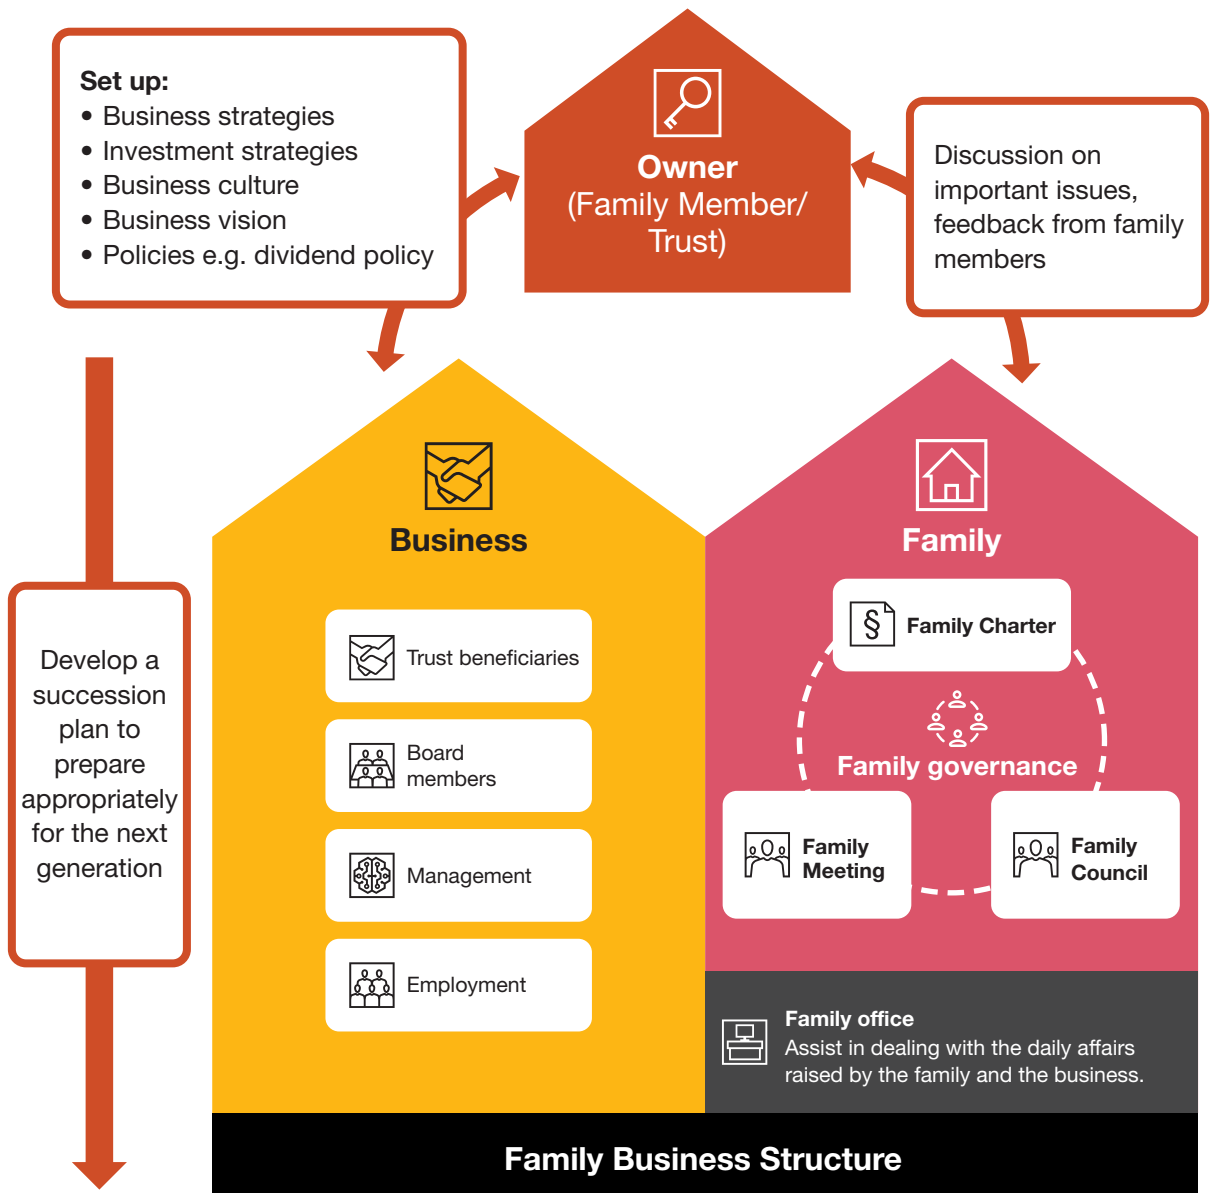 Set up:
• Business strategies
• Investment strategies
• Business culture
• Business vision
• Policies e.g. dividend policy
Owner
(Family Member/
Trust)
Discussion on
important issues,
feedback from family
members
Develop a
succession
plan to
prepare
appropriately
for the next
generation
Business
Trust beneficiaries
Board
members
Management
Employment
Family
§
Family Charter
Family governance
Family
Meeting
Family
Council
Family office
Assist in dealing with the daily affairs
raised by the family and the business.
Family Business Structure